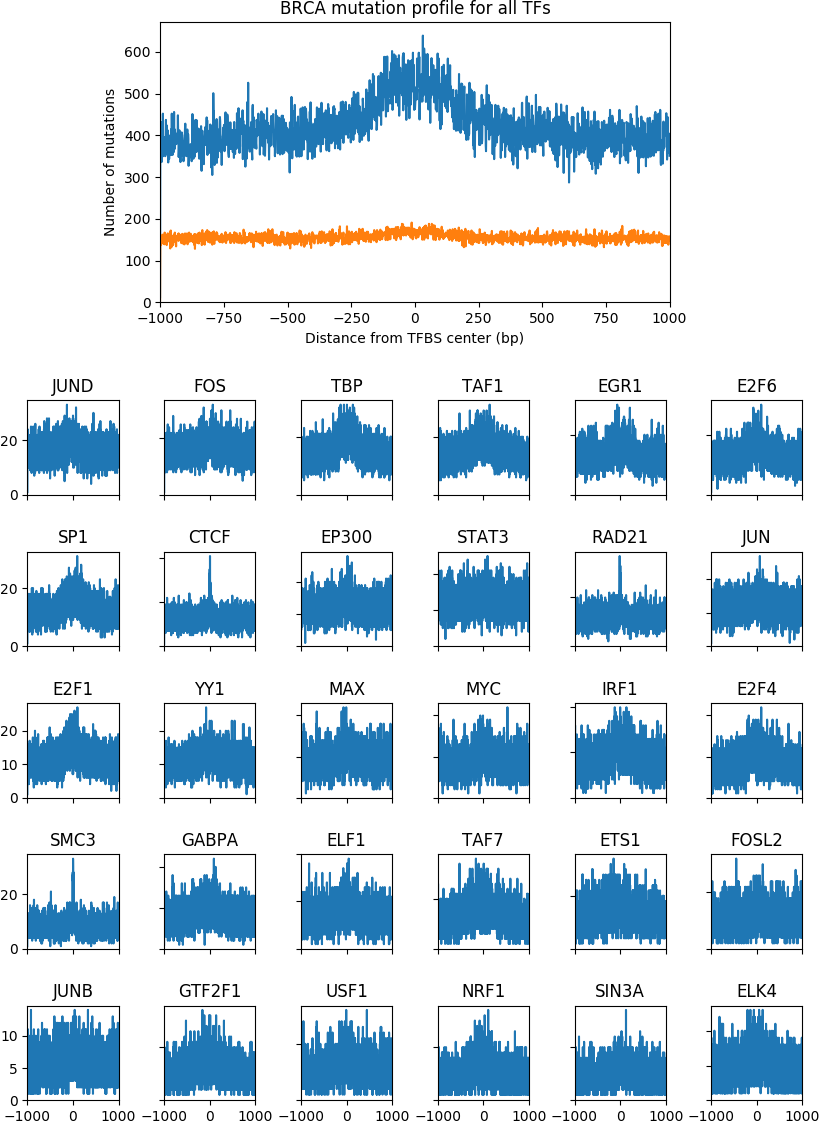 BRCA mutation profile for all TFs
600
500
400
300
200
100
0
Number of mutations
−1000 −750 −500 −250 0 250 500 750 1000
Distance from TFBS center (bp)
JUND FOS TBP TAF1 EGR1 E2F6
20
0
SP1 CTCF EP300 STAT3 RAD21 JUN
20
0
E2F1 YY1 MAX MYC IRF1 E2F4
20
10
0
SMC3 GABPA ELF1 TAF7 ETS1 FOSL2
20
0
JUNB GTF2F1 USF1 NRF1 SIN3A ELK4
10
5
0
−1000 0 1000 −1000 0 1000 −1000 0 1000 −1000 0 1000 −1000 0 1000 −1000 0 1000